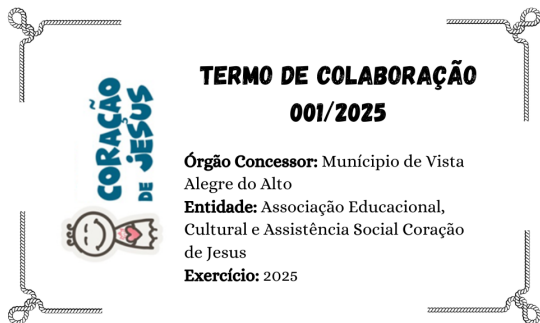 CORAÇÃO
DE JESUS
TERMO DE COLABORAÇÃO
001/2025
Órgão Concessor: Munícipio de Vista
Alegre do Alto
Entidade: Associação Educacional,
Cultural e Assistência Social Coração
de Jesus
Exercício: 2025